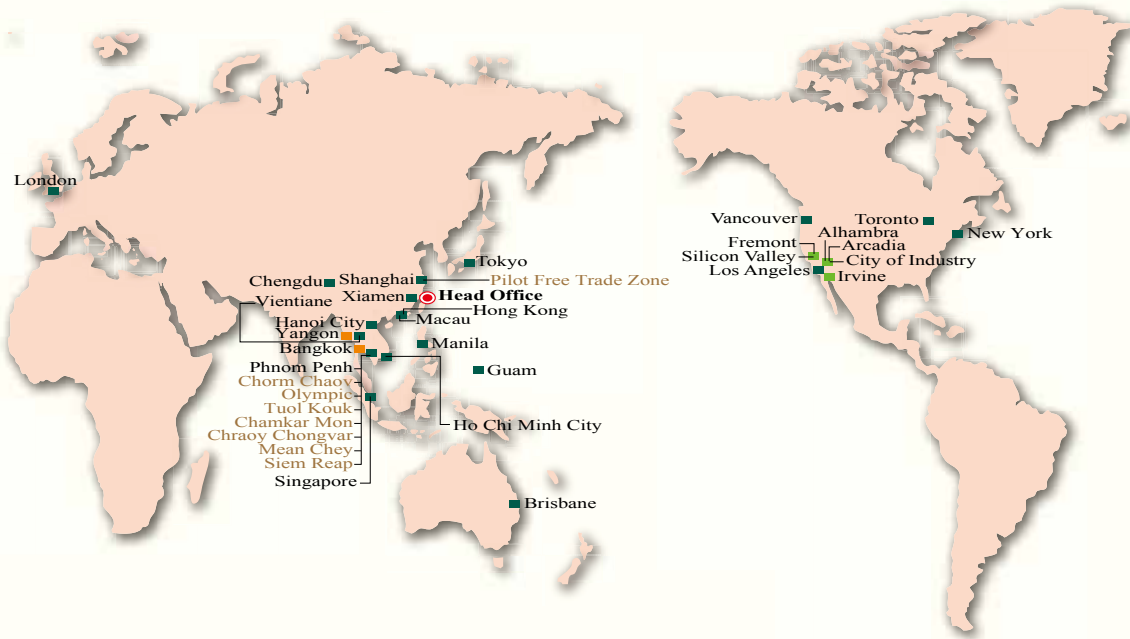 London
Tokyo
Chengdu
Shanghai
Pilot Free Trade Zone
Vientiane
Xiamen
Head Office
Hong Kong
Hanoi City
Macau
Yangon
Bangkok
Manila
Phnom Penh
Guam
Chorm Chaov
Olympic
Tuol Kouk
Chamkar Mon
Ho Chi Minh City
Chraoy Chongvar
Mean Chey
Siem Reap
Singapore
Brisbane
Vancouver
Toronto
Alhambra
New York
Fremont
Arcadia
Silicon Valley
City of Industry
Los Angeles
Irvine